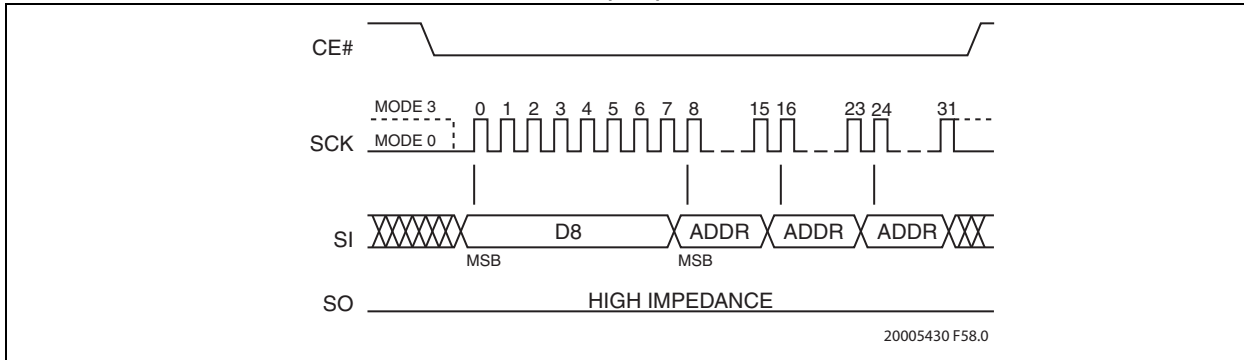 CE#
MODE 3
0 1 2 3 4 5 6 7 8 15 16 23 24 31
SCK MODE 0
SI D8 ADDR ADDR ADDR
MSB MSB
SO HIGH IMPEDANCE
20005430 F58.0